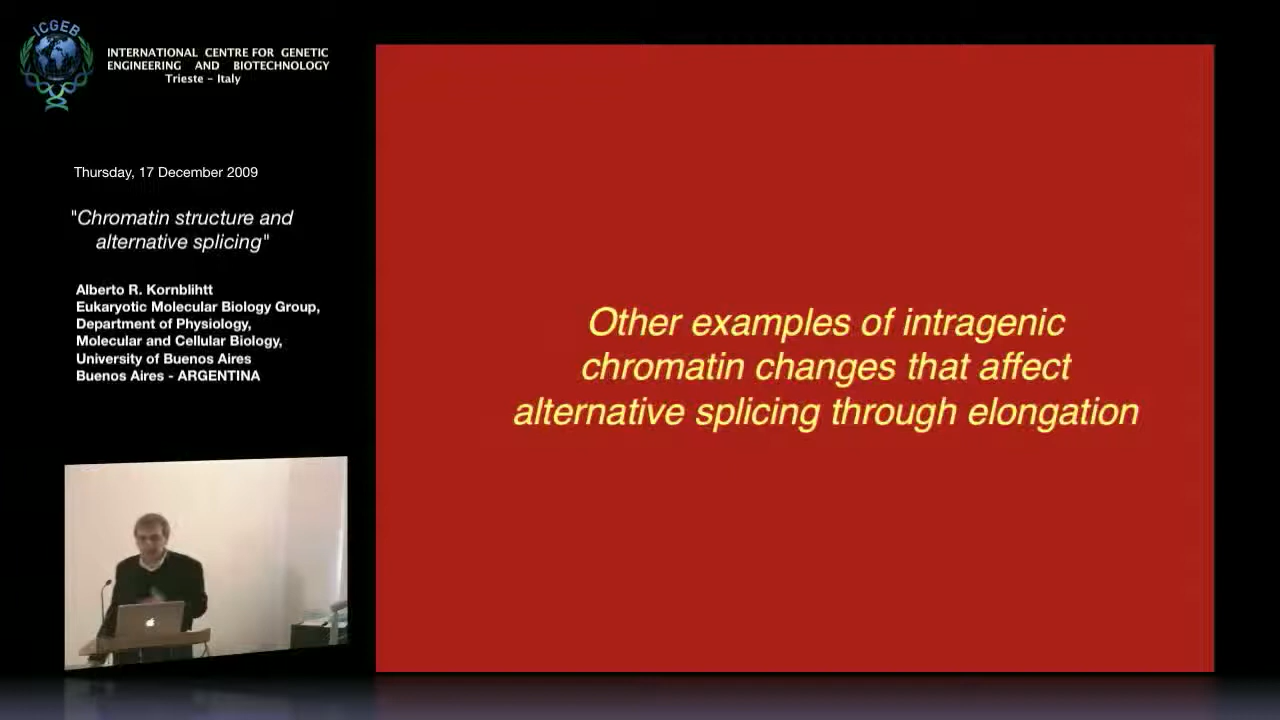 ICGEB
INTERNATIONAL CENTRE FOR GENETIC
ENGINEERING AND BIOTECHNOLOGY
Trieste - Italy
Thursday, 17 December 2009
"Chromatin structure and
alternative splicing"
Alberto R. Kornblihtt
Eukaryotic Molecular Biology Group,
Department of Physiology,
Molecular and Cellular Biology,
University of Buenos Aires
Buenos Aires - ARGENTINA
Other examples of intragenic
chromatin changes that affect
alternative splicing through elongation